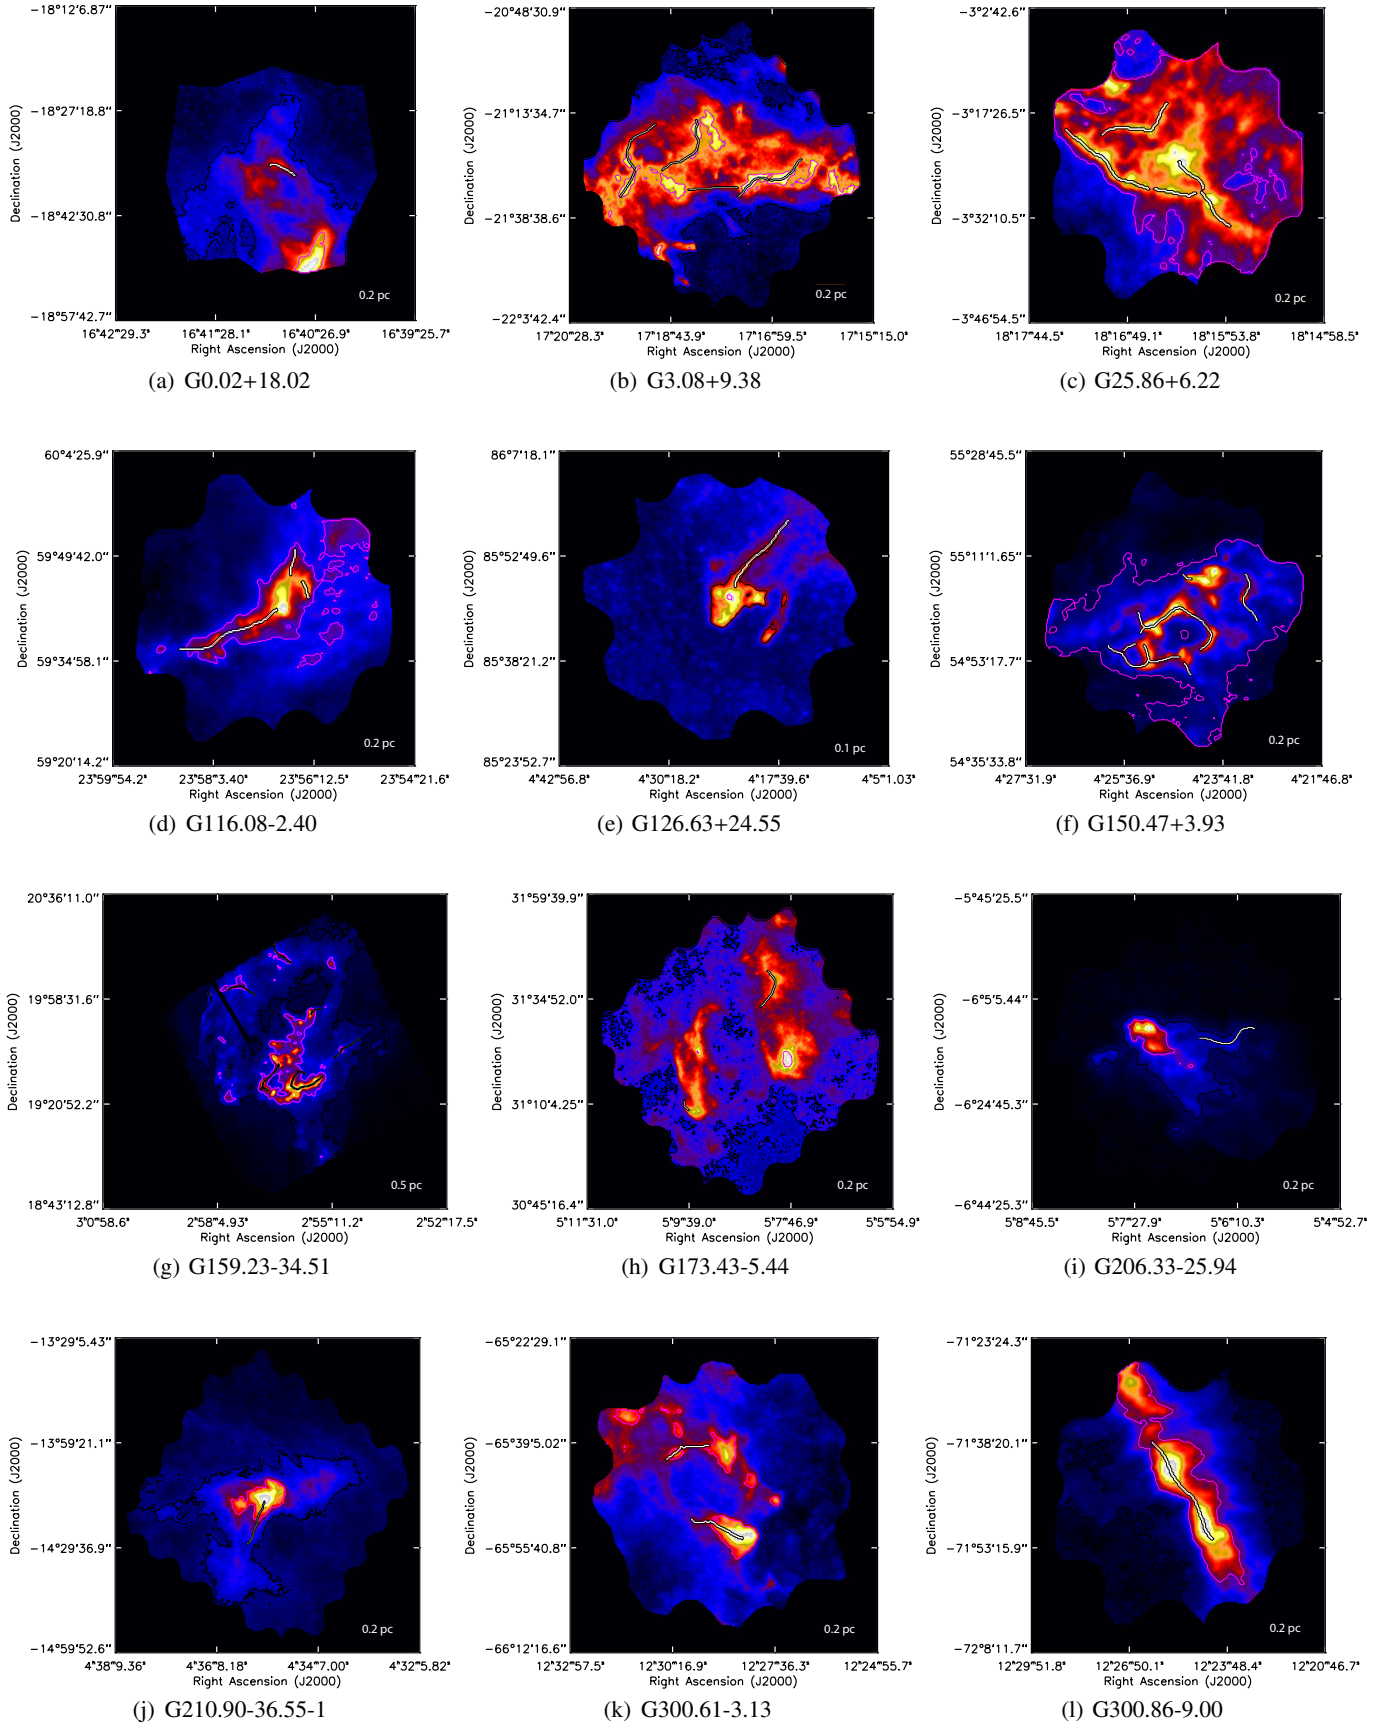 −18°12′6.87″
−18°27′18.8″
−18°42′30.8″
−18°57′42.7″
Declination (J2000)
0.2 pc
16ʰ42ᵐ29.3ˢ 16ʰ41ᵐ28.1ˢ 16ʰ40ᵐ26.9ˢ 16ʰ39ᵐ25.7ˢ
Right Ascension (J2000)
(a) G0.02+18.02
−20°48′30.9″
−21°13′34.7″
−21°38′38.6″
−22°3′42.4″
Declination (J2000)
0.2 pc
17ʰ20ᵐ28.3ˢ 17ʰ18ᵐ43.9ˢ 17ʰ16ᵐ59.5ˢ 17ʰ15ᵐ15.0ˢ
Right Ascension (J2000)
(b) G3.08+9.38
−3°2′42.6″
−3°17′26.5″
−3°32′10.5″
−3°46′54.5″
Declination (J2000)
0.2 pc
18ʰ17ᵐ44.5ˢ 18ʰ16ᵐ49.1ˢ 18ʰ15ᵐ53.8ˢ 18ʰ14ᵐ58.5ˢ
Right Ascension (J2000)
(c) G25.86+6.22
60°4′25.9″
59°49′42.0″
59°34′58.1″
59°20′14.2″
Declination (J2000)
0.2 pc
23ʰ59ᵐ54.2ˢ 23ʰ58ᵐ3.40ˢ 23ʰ56ᵐ12.5ˢ 23ʰ54ᵐ21.6ˢ
Right Ascension (J2000)
(d) G116.08-2.40
86°7′18.1″
85°52′49.6″
85°38′21.2″
85°23′52.7″
Declination (J2000)
0.1 pc
4ʰ42ᵐ56.8ˢ 4ʰ30ᵐ18.2ˢ 4ʰ17ᵐ39.6ˢ 4ʰ5ᵐ1.03ˢ
Right Ascension (J2000)
(e) G126.63+24.55
55°28′45.5″
55°11′1.65″
54°53′17.7″
54°35′33.8″
Declination (J2000)
0.2 pc
4ʰ27ᵐ31.9ˢ 4ʰ25ᵐ36.9ˢ 4ʰ23ᵐ41.8ˢ 4ʰ21ᵐ46.8ˢ
Right Ascension (J2000)
(f) G150.47+3.93
20°36′11.0″
19°58′31.6″
19°20′52.2″
18°43′12.8″
Declination (J2000)
0.5 pc
3ʰ0ᵐ58.6ˢ 2ʰ58ᵐ4.93ˢ 2ʰ55ᵐ11.2ˢ 2ʰ52ᵐ17.5ˢ
Right Ascension (J2000)
(g) G159.23-34.51
31°59′39.9″
31°34′52.0″
31°10′4.25″
30°45′16.4″
Declination (J2000)
0.2 pc
5ʰ11ᵐ31.0ˢ 5ʰ9ᵐ39.0ˢ 5ʰ7ᵐ46.9ˢ 5ʰ5ᵐ54.9ˢ
Right Ascension (J2000)
(h) G173.43-5.44
−5°45′25.5″
−6°5′5.44″
−6°24′45.3″
−6°44′25.3″
Declination (J2000)
0.2 pc
5ʰ8ᵐ45.5ˢ 5ʰ7ᵐ27.9ˢ 5ʰ6ᵐ10.3ˢ 5ʰ4ᵐ52.7ˢ
Right Ascension (J2000)
(i) G206.33-25.94
−13°29′5.43″
−13°59′21.1″
−14°29′36.9″
−14°59′52.6″
Declination (J2000)
0.2 pc
4ʰ38ᵐ9.36ˢ 4ʰ36ᵐ8.18ˢ 4ʰ34ᵐ7.00ˢ 4ʰ32ᵐ5.82ˢ
Right Ascension (J2000)
(j) G210.90-36.55-1
−65°22′29.1″
−65°39′5.02″
−65°55′40.8″
−66°12′16.6″
Declination (J2000)
0.2 pc
12ʰ32ᵐ57.5ˢ 12ʰ30ᵐ16.9ˢ 12ʰ27ᵐ36.3ˢ 12ʰ24ᵐ55.7ˢ
Right Ascension (J2000)
(k) G300.61-3.13
−71°23′24.3″
−71°38′20.1″
−71°53′15.9″
−72°8′11.7″
Declination (J2000)
0.2 pc
12ʰ29ᵐ51.8ˢ 12ʰ26ᵐ50.1ˢ 12ʰ23ᵐ48.4ˢ 12ʰ20ᵐ46.7ˢ
Right Ascension (J2000)
(l) G300.86-9.00